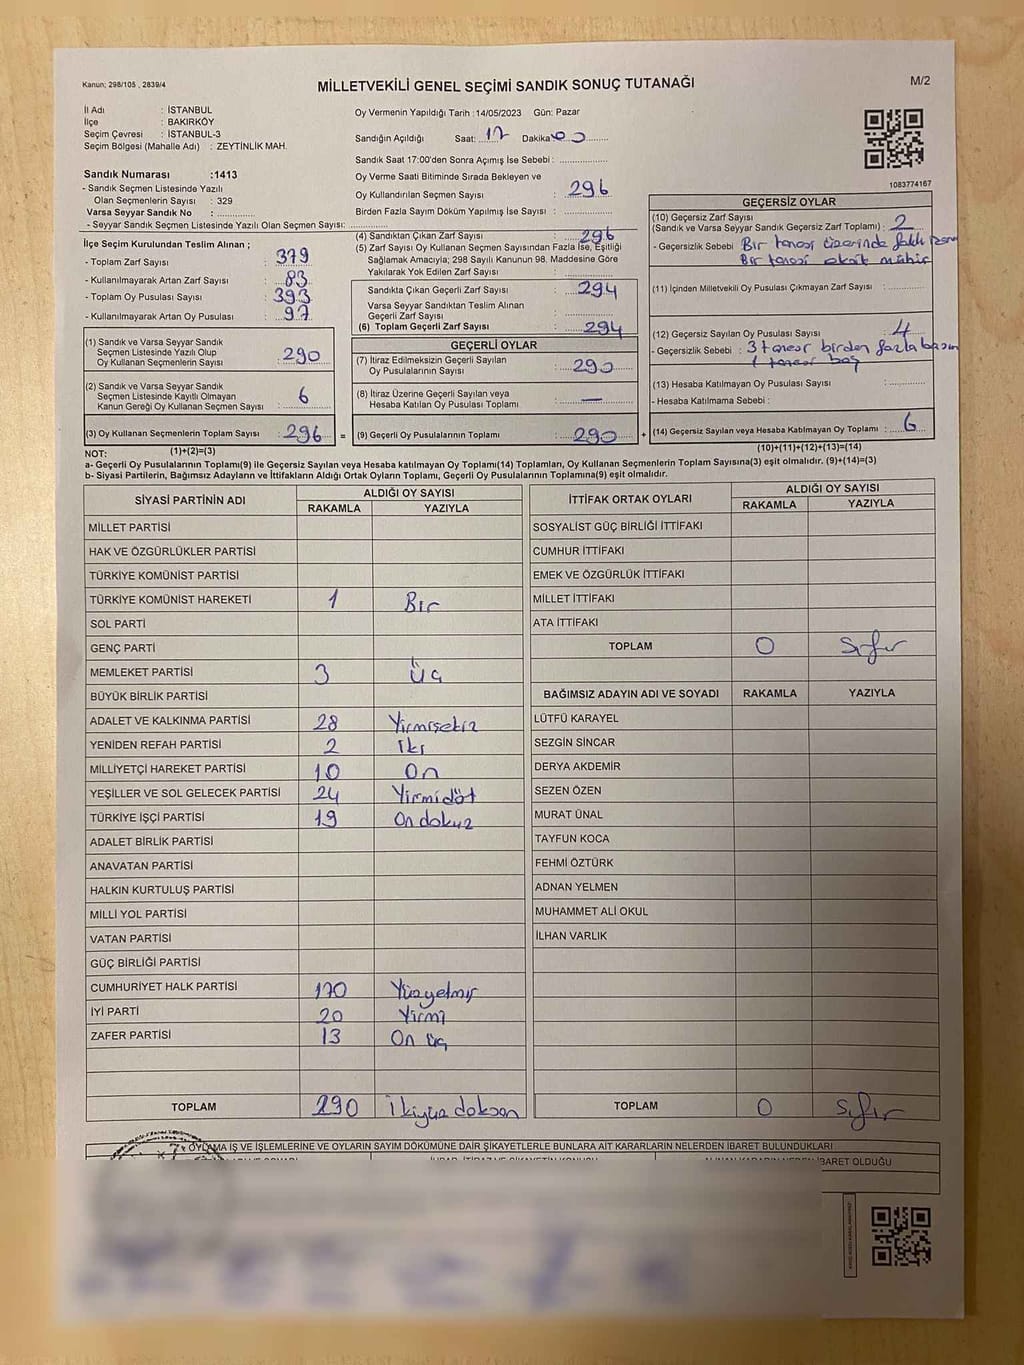 Kanun: 298/105 , 2839/4
MİLLETVEKİLİ GENEL SEÇİMİ SANDIK SONUÇ TUTANAĞI
M/2
İl Adı : İSTANBUL
İlçe : BAKIRKÖY
Seçim Çevresi : İSTANBUL-3
Seçim Bölgesi (Mahalle Adı) : ZEYTİNLİK MAH.
Sandık Numarası :1413
- Sandık Seçmen Listesinde Yazılı
Olan Seçmenlerin Sayısı : 329
Varsa Seyyar Sandık No :
- Seyyar Sandık Seçmen Listesinde Yazılı Olan Seçmen Sayısı:
Oy Vermenin Yapıldığı Tarih :14/05/2023 Gün: Pazar
Sandığın Açıldığı Saat: 17 Dakika
Sandık Saat 17:00'den Sonra Açımış İse Sebebi :
Oy Verme Saati Bitiminde Sırada Bekleyen ve
Oy Kullandırılan Seçmen Sayısı : 296
Birden Fazla Sayım Döküm Yapılmış İse Sayısı :
1083774167
İlçe Seçim Kurulundan Teslim Alınan ;
- Toplam Zarf Sayısı : 379
- Kullanılmayarak Artan Zarf Sayısı : 83
- Toplam Oy Pusulası Sayısı : 393
- Kullanılmayarak Artan Oy Pusulası : 97
(1) Sandık ve Varsa Seyyar Sandık
Seçmen Listesinde Yazılı Olup
Oy Kullanan Seçmenlerin Sayısı : 290
(2) Sandık ve Varsa Seyyar Sandık
Seçmen Listesinde Kayıtlı Olmayan
Kanun Gereği Oy Kullanan Seçmen Sayısı : 6
(3) Oy Kullanan Seçmenlerin Toplam Sayısı : 296 =
(1)+(2)=(3)
(4) Sandıktan Çıkan Zarf Sayısı : 296
(5) Zarf Sayısı Oy Kullanan Seçmen Sayısından Fazla İse, Eşitliği
Sağlamak Amacıyla; 298 Sayılı Kanunun 98. Maddesine Göre
Yakılarak Yok Edilen Zarf Sayısı :
Sandıkla Çıkan Geçerli Zarf Sayısı : 294
Varsa Seyyar Sandıktan Teslim Alınan
Geçerli Zarf Sayısı :
(6) Toplam Geçerli Zarf Sayısı : 294
GEÇERLİ OYLAR
(7) İtiraz Edilmeksizin Geçerli Sayılan
Oy Pusulalarının Sayısı : 290
(8) İtiraz Üzerine Geçerli Sayılan veya
Hesaba Katılan Oy Pusulası Toplamı : —
(9) Geçerli Oy Pusulalarının Toplamı : 290 +
GEÇERSİZ OYLAR
(10) Geçersiz Zarf Sayısı
(Sandık ve Varsa Seyyar Sandık Geçersiz Zarf Toplamı) : 2
- Geçersizlik Sebebi : Bir tanesi üzerinde farklı
Bir tanesi eksik mühür
(11) İçinden Milletvekili Oy Pusulası Çıkmayan Zarf Sayısı :
(12) Geçersiz Sayılan Oy Pusulası Sayısı : 4
- Geçersizlik Sebebi : 3 birden fazla
1 tanesi boş
(13) Hesaba Katılmayan Oy Pusulası Sayısı :
- Hesaba Katılmama Sebebi :
(14) Geçersiz Sayılan veya Hesaba Katılmayan Oy Toplamı : 6
(10)+(11)+(12)+(13)=(14)
NOT:
a- Geçerli Oy Pusulalarının Toplamı(9) ile Geçersiz Sayılan veya Hesaba katılmayan Oy Toplamı(14) Toplamları, Oy Kullanan Seçmenlerin Toplam Sayısına(3) eşit olmalıdır. (9)+(14)=(3)
b- Siyasi Partilerin, Bağımsız Adayların ve İttifakların Aldığı Ortak Oyların Toplamı, Geçerli Oy Pusulalarının Toplamına(9) eşit olmalıdır.
SİYASİ PARTİNİN ADI ALDIĞI OY SAYISI
RAKAMLA YAZIYLA
MİLLET PARTİSİ
HAK VE ÖZGÜRLÜKLER PARTİSİ
TÜRKİYE KOMÜNİST PARTİSİ
TÜRKİYE KOMÜNİST HAREKETİ 1 Bir
SOL PARTİ
GENÇ PARTİ
MEMLEKET PARTİSİ 3 Üç
BÜYÜK BİRLİK PARTİSİ
ADALET VE KALKINMA PARTİSİ 28 Yirmisekiz
YENİDEN REFAH PARTİSİ 2 İki
MİLLİYETÇİ HAREKET PARTİSİ 10 On
YEŞİLLER VE SOL GELECEK PARTİSİ 24 Yirmidöt
TÜRKİYE İŞÇİ PARTİSİ 19 On dokuz
ADALET BİRLİK PARTİSİ
ANAVATAN PARTİSİ
HALKIN KURTULUŞ PARTİSİ
MİLLİ YOL PARTİSİ
VATAN PARTİSİ
GÜÇ BİRLİĞİ PARTİSİ
CUMHURİYET HALK PARTİSİ 170 Yüzyetmiş
İYİ PARTİ 20 Yirmi
ZAFER PARTİSİ 13 On üç
TOPLAM 290 İkiyüz doksan
İTTİFAK ORTAK OYLARI ALDIĞI OY SAYISI
RAKAMLA YAZIYLA
SOSYALİST GÜÇ BİRLİĞİ İTTİFAKI
CUMHUR İTTİFAKI
EMEK VE ÖZGÜRLÜK İTTİFAKI
MİLLET İTTİFAKI
ATA İTTİFAKI
TOPLAM 0 Sıfır
BAĞIMSIZ ADAYIN ADI VE SOYADI RAKAMLA YAZIYLA
LÜTFÜ KARAYEL
SEZGİN SİNCAR
DERYA AKDEMİR
SEZEN ÖZEN
MURAT ÜNAL
TAYFUN KOCA
FEHMİ ÖZTÜRK
ADNAN YELMEN
MUHAMMET ALİ OKUL
İLHAN VARLIK
TOPLAM 0 Sıfır
OYLAMA İŞ VE İŞLEMLERİNE VE OYLARIN SAYIM DÖKÜMÜNE DAİR ŞİKAYETLERLE BUNLARA AİT KARARLARIN NELERDEN İBARET BULUNDUKLARI
İBARET OLDUĞU